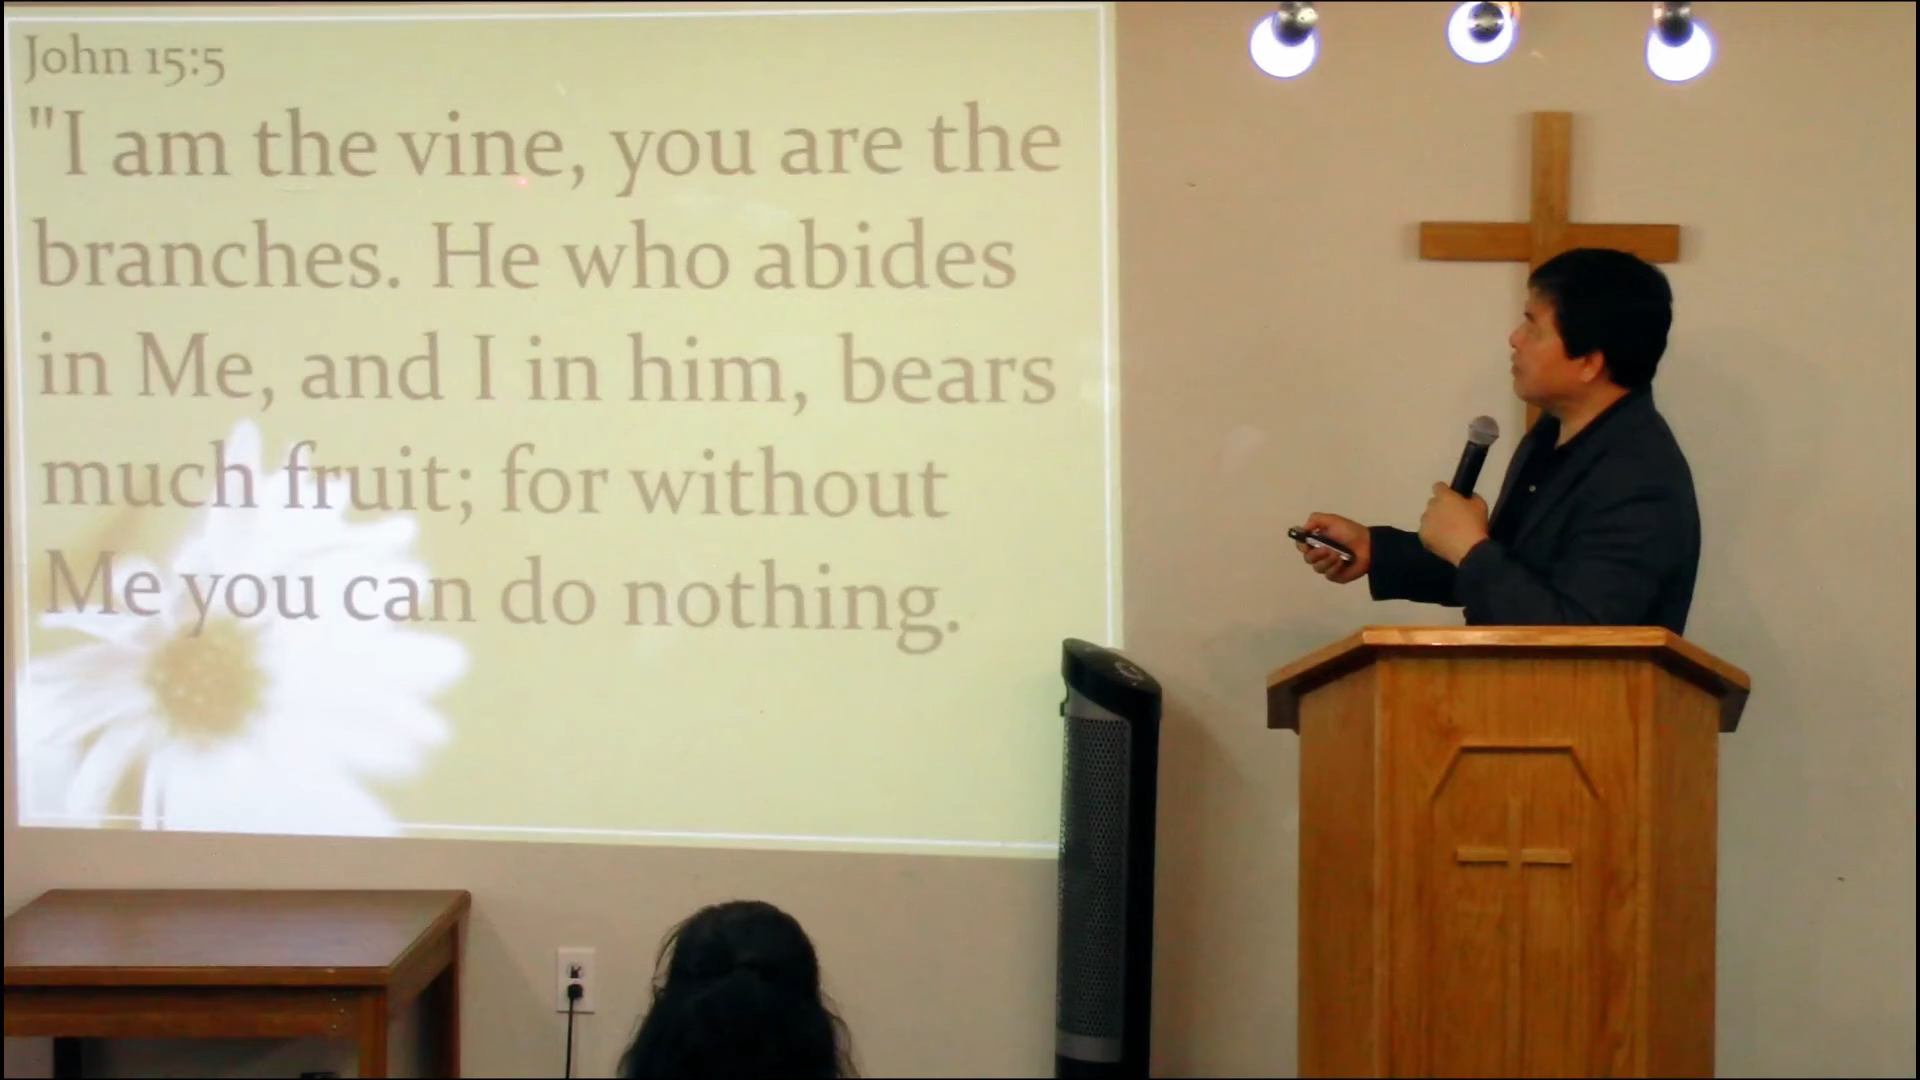 John 15:5
"I am the vine, you are the
branches. He who abides
in Me, and I in him, bears
much fruit; for without
Me you can do nothing.